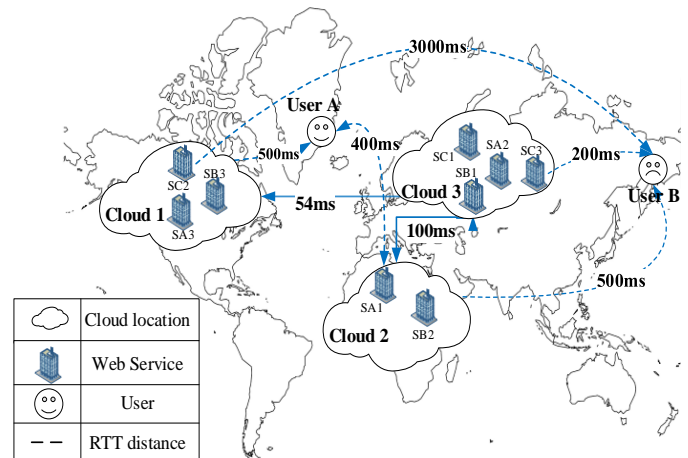 3000ms
User A
500ms
400ms
SC1
SA2
SC3
SB1
Cloud 3
200ms
User B
SC2
SB3
SA3
Cloud 1
54ms
100ms
500ms
SA1
SB2
Cloud 2
Cloud location
Web Service
User
RTT distance